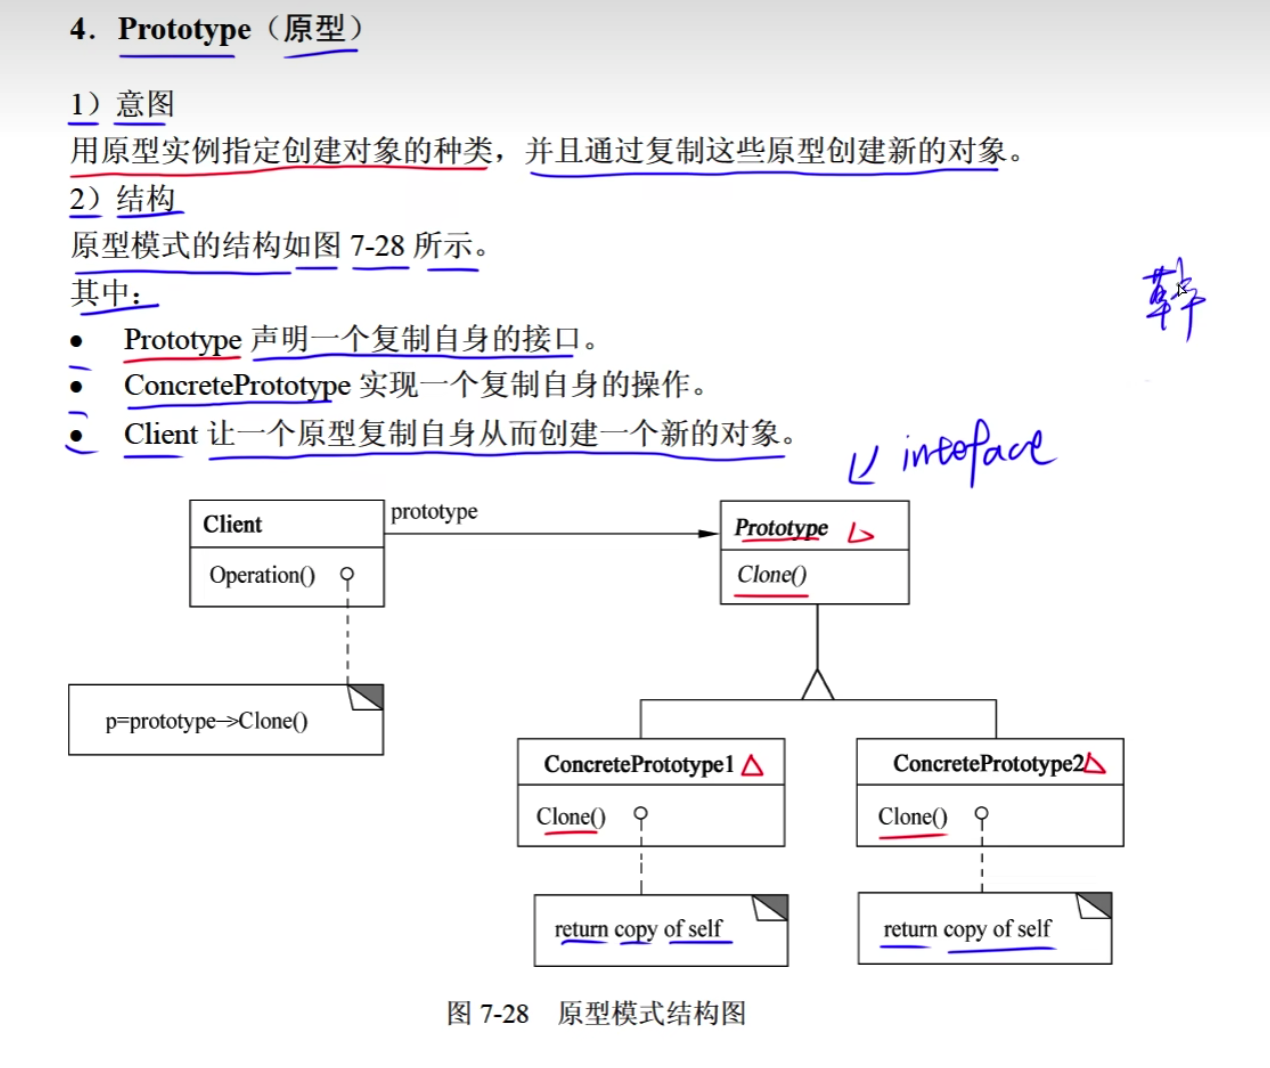 4. Prototype（原型）
1）意图
用原型实例指定创建对象的种类，并且通过复制这些原型创建新的对象。
2）结构
原型模式的结构如图 7-28 所示。
其中：
● Prototype 声明一个复制自身的接口。
● ConcretePrototype 实现一个复制自身的操作。
● Client 让一个原型复制自身从而创建一个新的对象。
Client
Operation()
prototype
Prototype
Clone()
p=prototype->Clone()
ConcretePrototype1
Clone()
ConcretePrototype2
Clone()
return copy of self
return copy of self
图 7-28 原型模式结构图